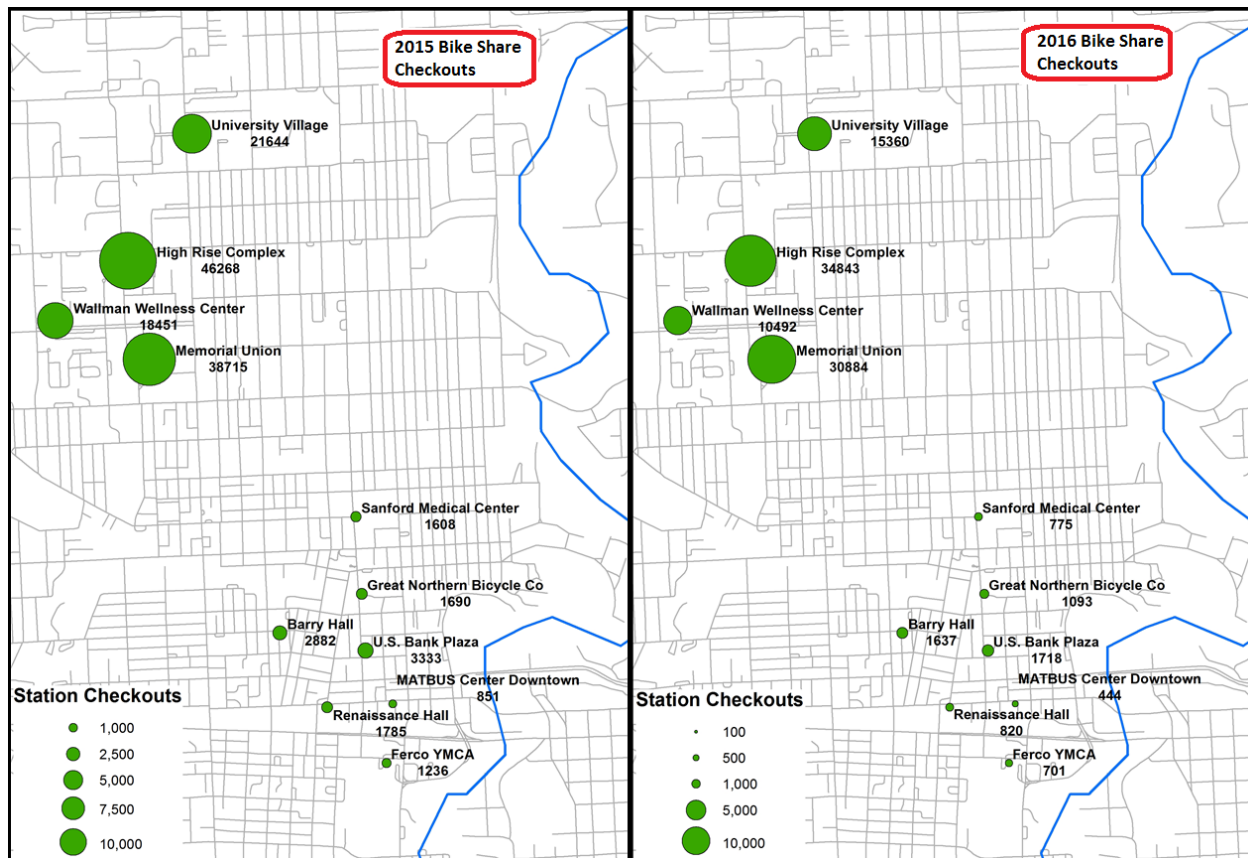 2015 Bike Share
Checkouts
University Village
21644
High Rise Complex
46268
Wallman Wellness Center
18451
Memorial Union
38715
Sanford Medical Center
1608
Great Northern Bicycle Co
1690
Barry Hall
2882
U.S. Bank Plaza
3333
MATBUS Center Downtown
851
Renaissance Hall
1785
Ferco YMCA
1236
Station Checkouts
1,000
2,500
5,000
7,500
10,000
2016 Bike Share
Checkouts
University Village
15360
High Rise Complex
34843
Wallman Wellness Center
10492
Memorial Union
30884
Sanford Medical Center
775
Great Northern Bicycle Co
1093
Barry Hall
1637
U.S. Bank Plaza
1718
MATBUS Center Downtown
444
Renaissance Hall
820
Ferco YMCA
701
Station Checkouts
100
500
1,000
5,000
10,000